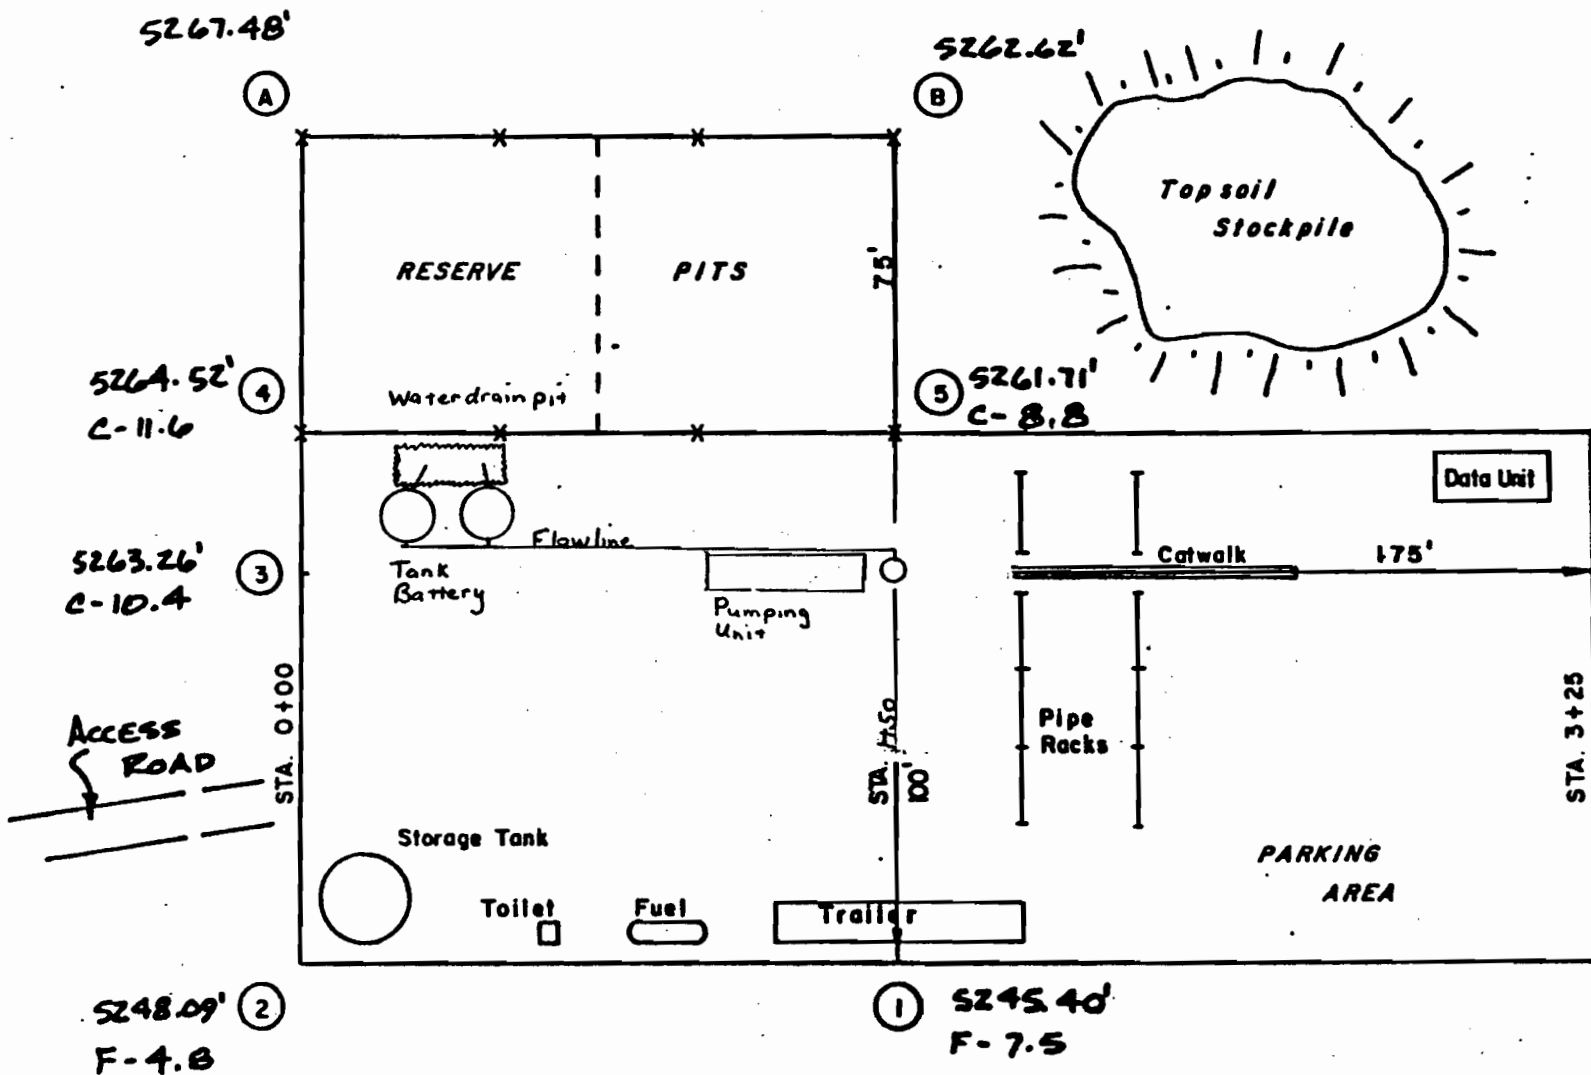 5267.48'
5262.62'
A
B
Topsoil
Stockpile
RESERVE
PITS
75'
5264.52'
C-11.6
4
Waterdrain pit
5
5261.71'
C-8.8
Data Unit
Flowline
5263.26'
C-10.4
3
Tank
Battery
Pumping
Unit
Catwalk
175'
STA. 0+00
ACCESS
ROAD
STA. 1+50
100'
Pipe
Racks
STA. 3+25
Storage Tank
PARKING
AREA
Toilet
Fuel
Trailer
5248.09'
F-4.8
2
1
5245.40'
F-7.5